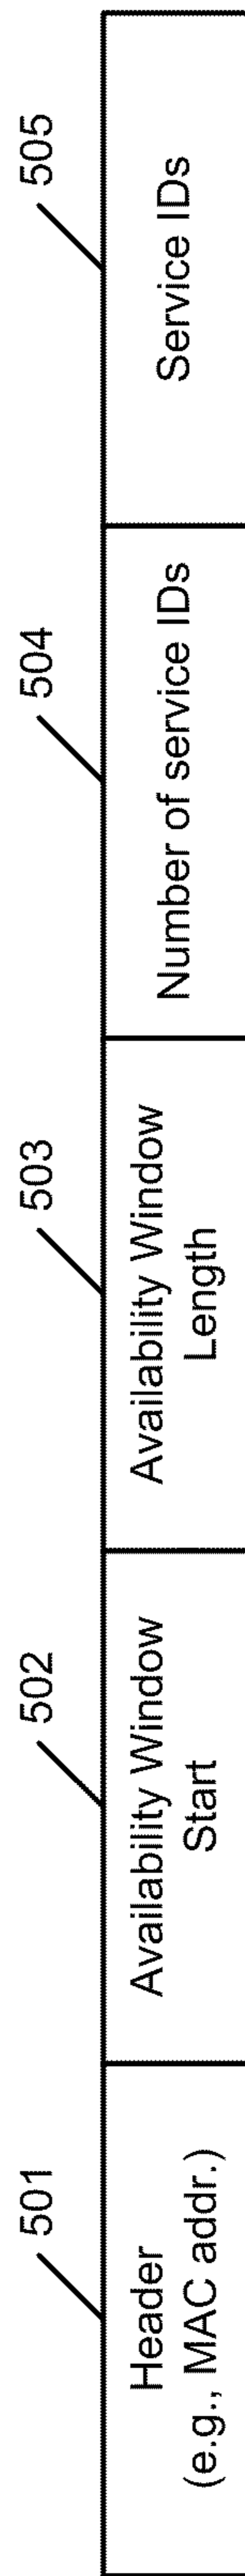 501
502
503
504
505
Header
(e.g., MAC addr.)
Availability Window
Start
Availability Window
Length
Number of service IDs
Service IDs